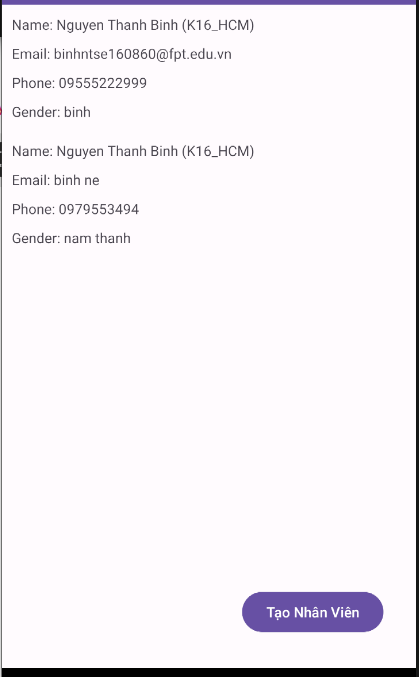 Name: Nguyen Thanh Binh (K16_HCM)
Email: binhntse160860@fpt.edu.vn
Phone: 09555222999
Gender: binh
Name: Nguyen Thanh Binh (K16_HCM)
Email: binh ne
Phone: 0979553494
Gender: nam thanh
Tạo Nhân Viên